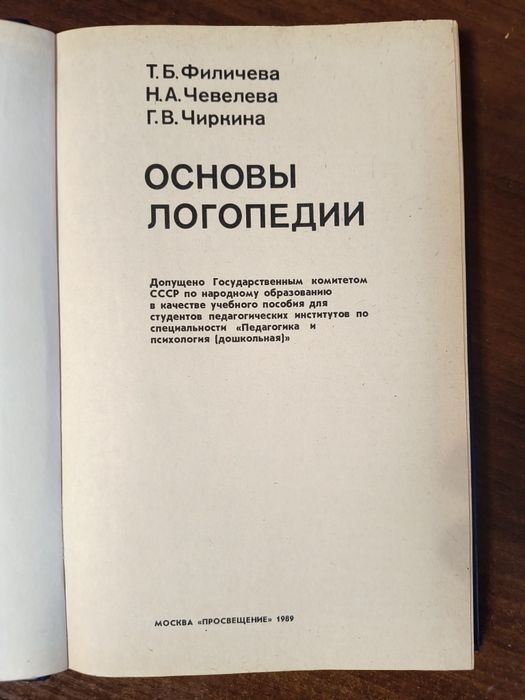 Т. Б. Филичева
Н. А. Чевелева
Г. В. Чиркина
ОСНОВЫ
ЛОГОПЕДИИ
Допущено Государственным комитетом
СССР по народному образованию
в качестве учебного пособия для
студентов педагогических институтов по
специальности «Педагогика и
психология (дошкольная)»
МОСКВА «ПРОСВЕЩЕНИЕ» 1989